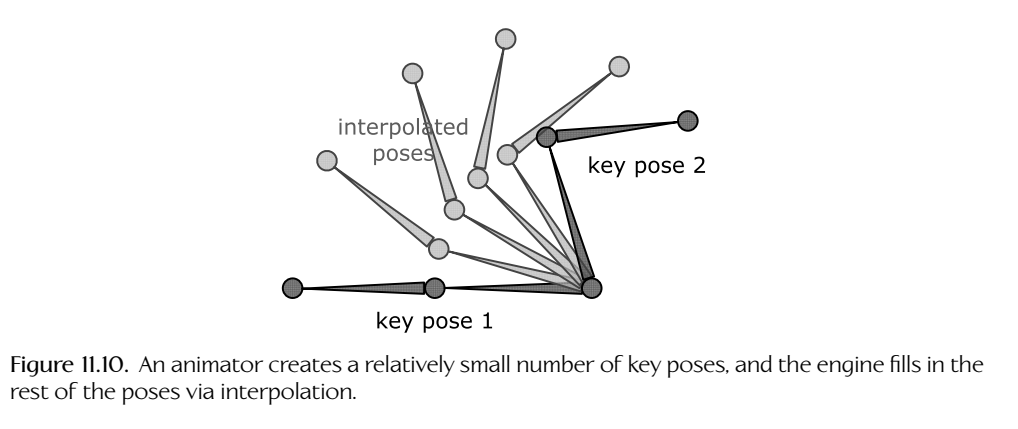 interpolated
poses
key pose 2
key pose 1
Figure 11.10. An animator creates a relatively small number of key poses, and the engine fills in the
rest of the poses via interpolation.